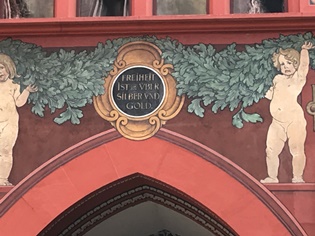 FREIHEIT
IST VBER
SILBER VND
GOLD